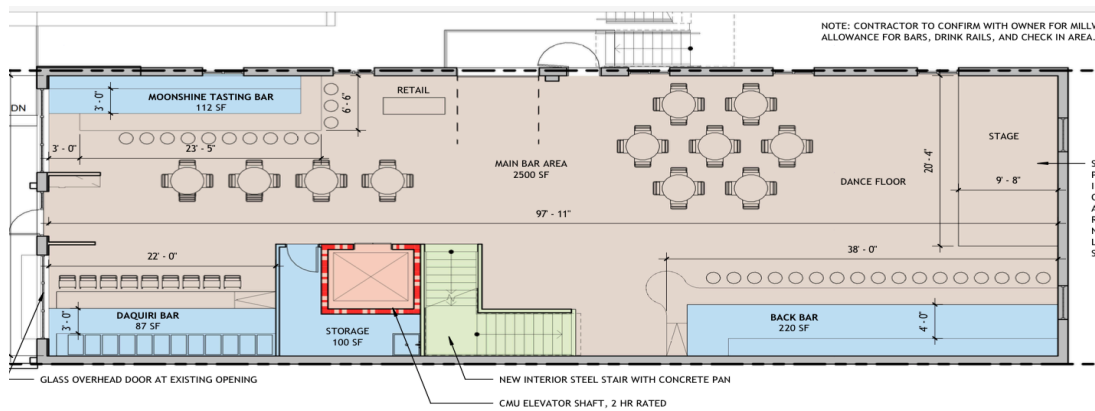 NOTE: CONTRACTOR TO CONFIRM WITH OWNER FOR
ALLOWANCE FOR BARS, DRINK RAILS, AND CHECK IN AREA.
DN
MOONSHINE TASTING BAR
112 SF
3' - 0"
6' - 6"
RETAIL
3' - 0"
23' - 5"
MAIN BAR AREA
2500 SF
STAGE
DANCE FLOOR
20' - 4"
9' - 8"
97' - 11"
22' - 0"
38' - 0"
DAQUIRI BAR
87 SF
3' - 0"
STORAGE
100 SF
BACK BAR
220 SF
4' - 0"
GLASS OVERHEAD DOOR AT EXISTING OPENING
NEW INTERIOR STEEL STAIR WITH CONCRETE PAN
CMU ELEVATOR SHAFT, 2 HR RATED